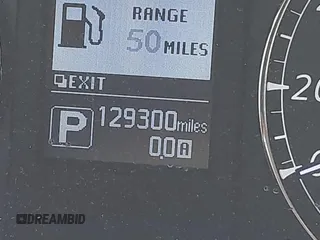 RANGE
50 MILES
EXIT
P 129300 miles
0.0 A
20
DREAMBID